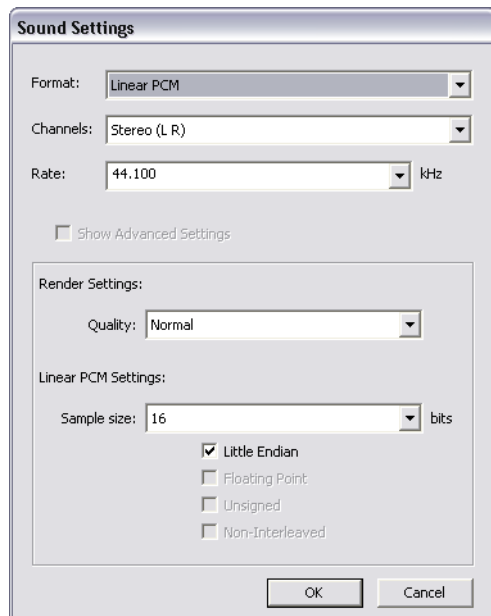 Sound Settings
Format: Linear PCM
Channels: Stereo (L R)
Rate: 44.100 kHz
Show Advanced Settings
Render Settings:
Quality: Normal
Linear PCM Settings:
Sample size: 16 bits
Little Endian
Floating Point
Unsigned
Non-Interleaved
OK Cancel